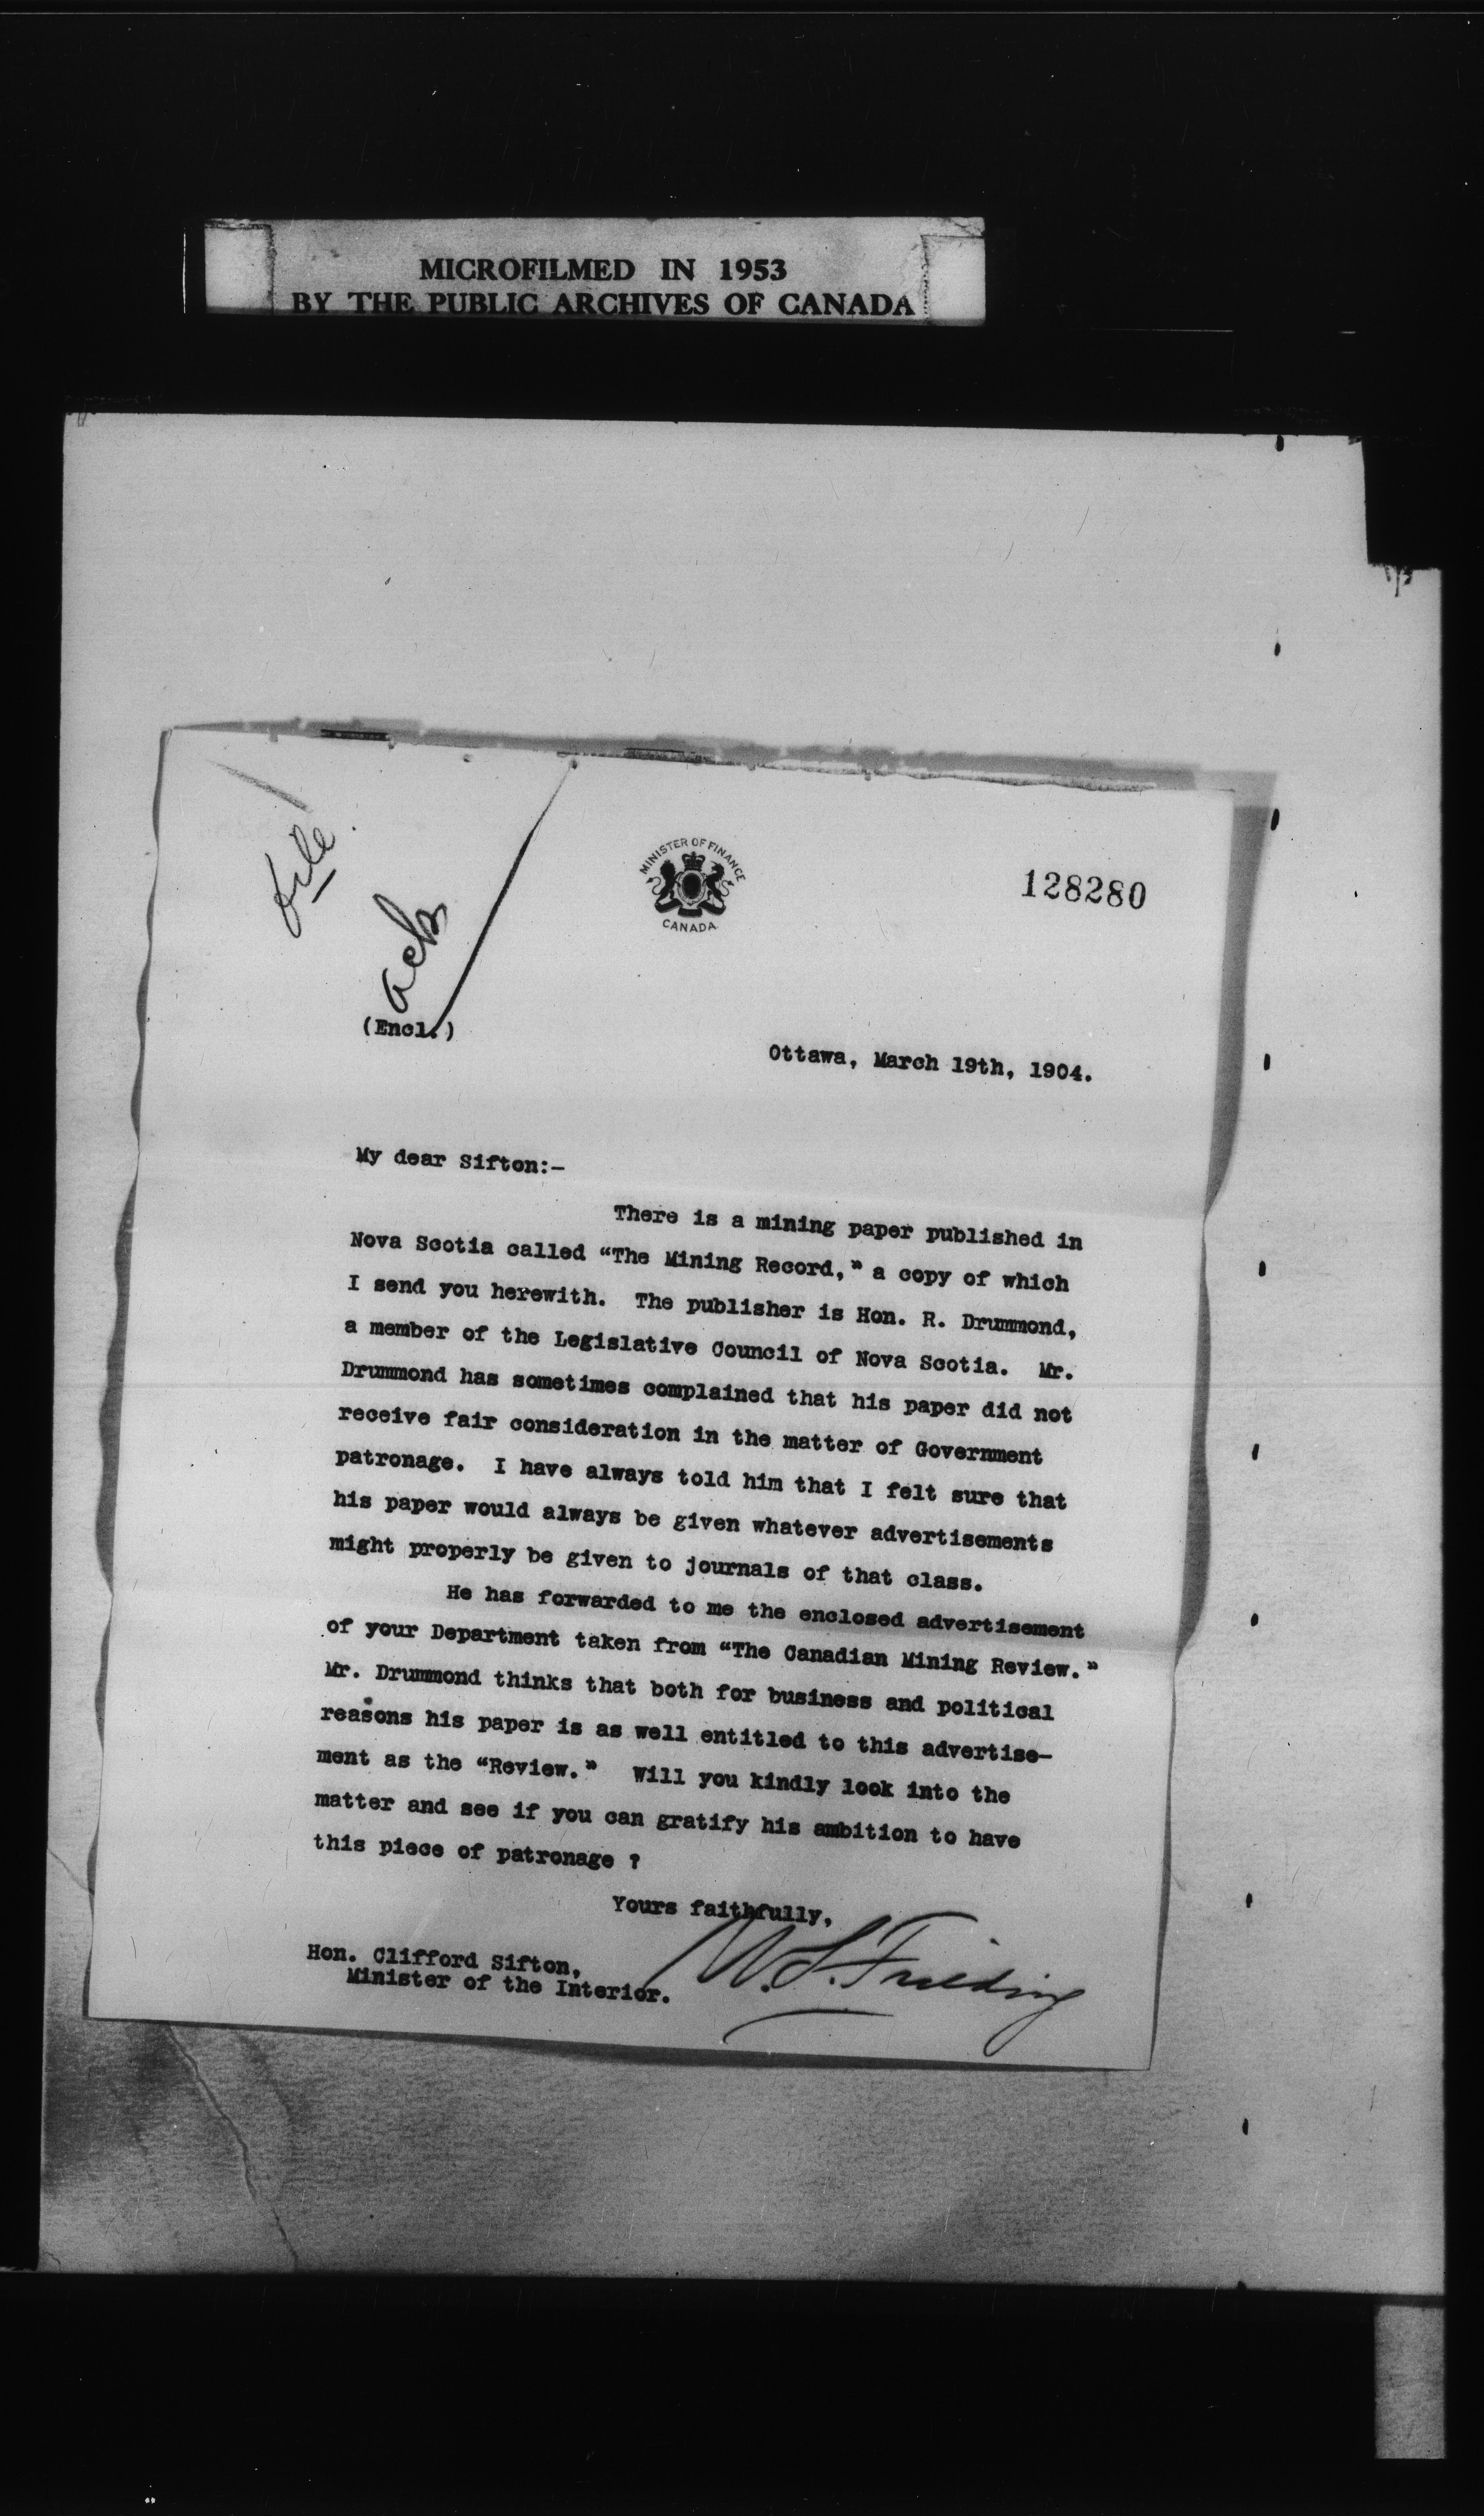 MICROFILMED IN 1953
BY THE PUBLIC ARCHIVES OF CANADA
file
ack
MINISTER OF FINANCE
CANADA
128280
(Encl.)
Ottawa, March 19th, 1904.
My dear Sifton:-
There is a mining paper published in
Nova Scotia called “The Mining Record,” a copy of which
I send you herewith. The publisher is Hon. R. Drummond,
a member of the Legislative Council of Nova Scotia. Mr.
Drummond has sometimes complained that his paper did not
receive fair consideration in the matter of Government
patronage. I have always told him that I felt sure that
his paper would always be given whatever advertisements
might properly be given to journals of that class.
He has forwarded to me the enclosed advertisement
of your Department taken from “The Canadian Mining Review.”
Mr. Drummond thinks that both for business and political
reasons his paper is as well entitled to this advertise-
ment as the “Review.” Will you kindly look into the
matter and see if you can gratify his ambition to have
this piece of patronage ?
Yours faithfully,
W. S. Fielding
Hon. Clifford Sifton,
Minister of the Interior.